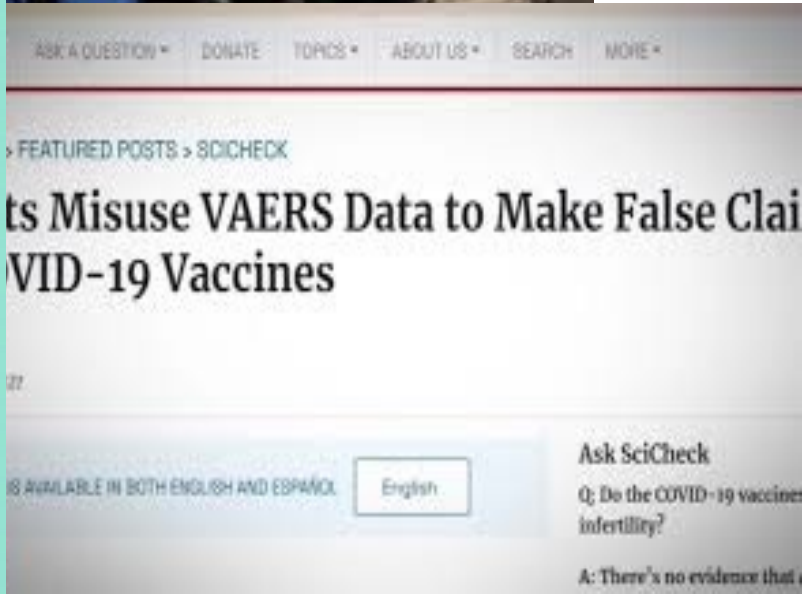 ASK A QUESTION DONATE TOPICS ABOUT US SEARCH MORE
> FEATURED POSTS > SCICHECK
ts Misuse VAERS Data to Make False Clai
OVID-19 Vaccines
IS AVAILABLE IN BOTH ENGLISH AND ESPAÑOL English
Ask SciCheck
Q: Do the COVID-19 vaccines
infertility?
A: There's no evidence that